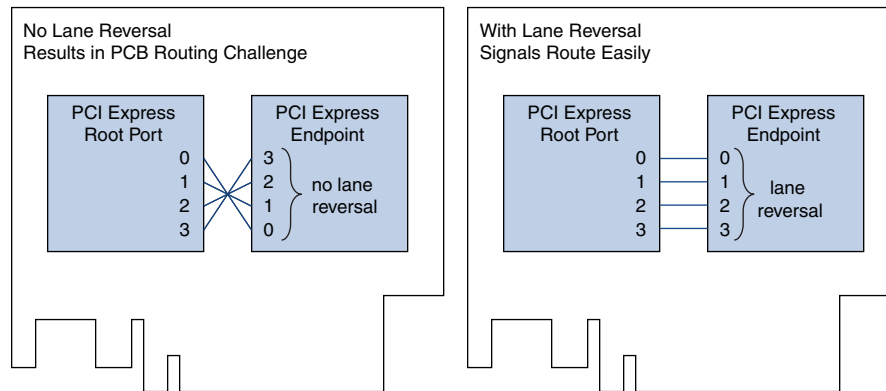 No Lane Reversal
Results in PCB Routing Challenge
PCI Express
Root Port
0
1
2
3
PCI Express
Endpoint
3
2
1
0
no lane
reversal
With Lane Reversal
Signals Route Easily
PCI Express
Root Port
0
1
2
3
PCI Express
Endpoint
0
1
2
3
lane
reversal